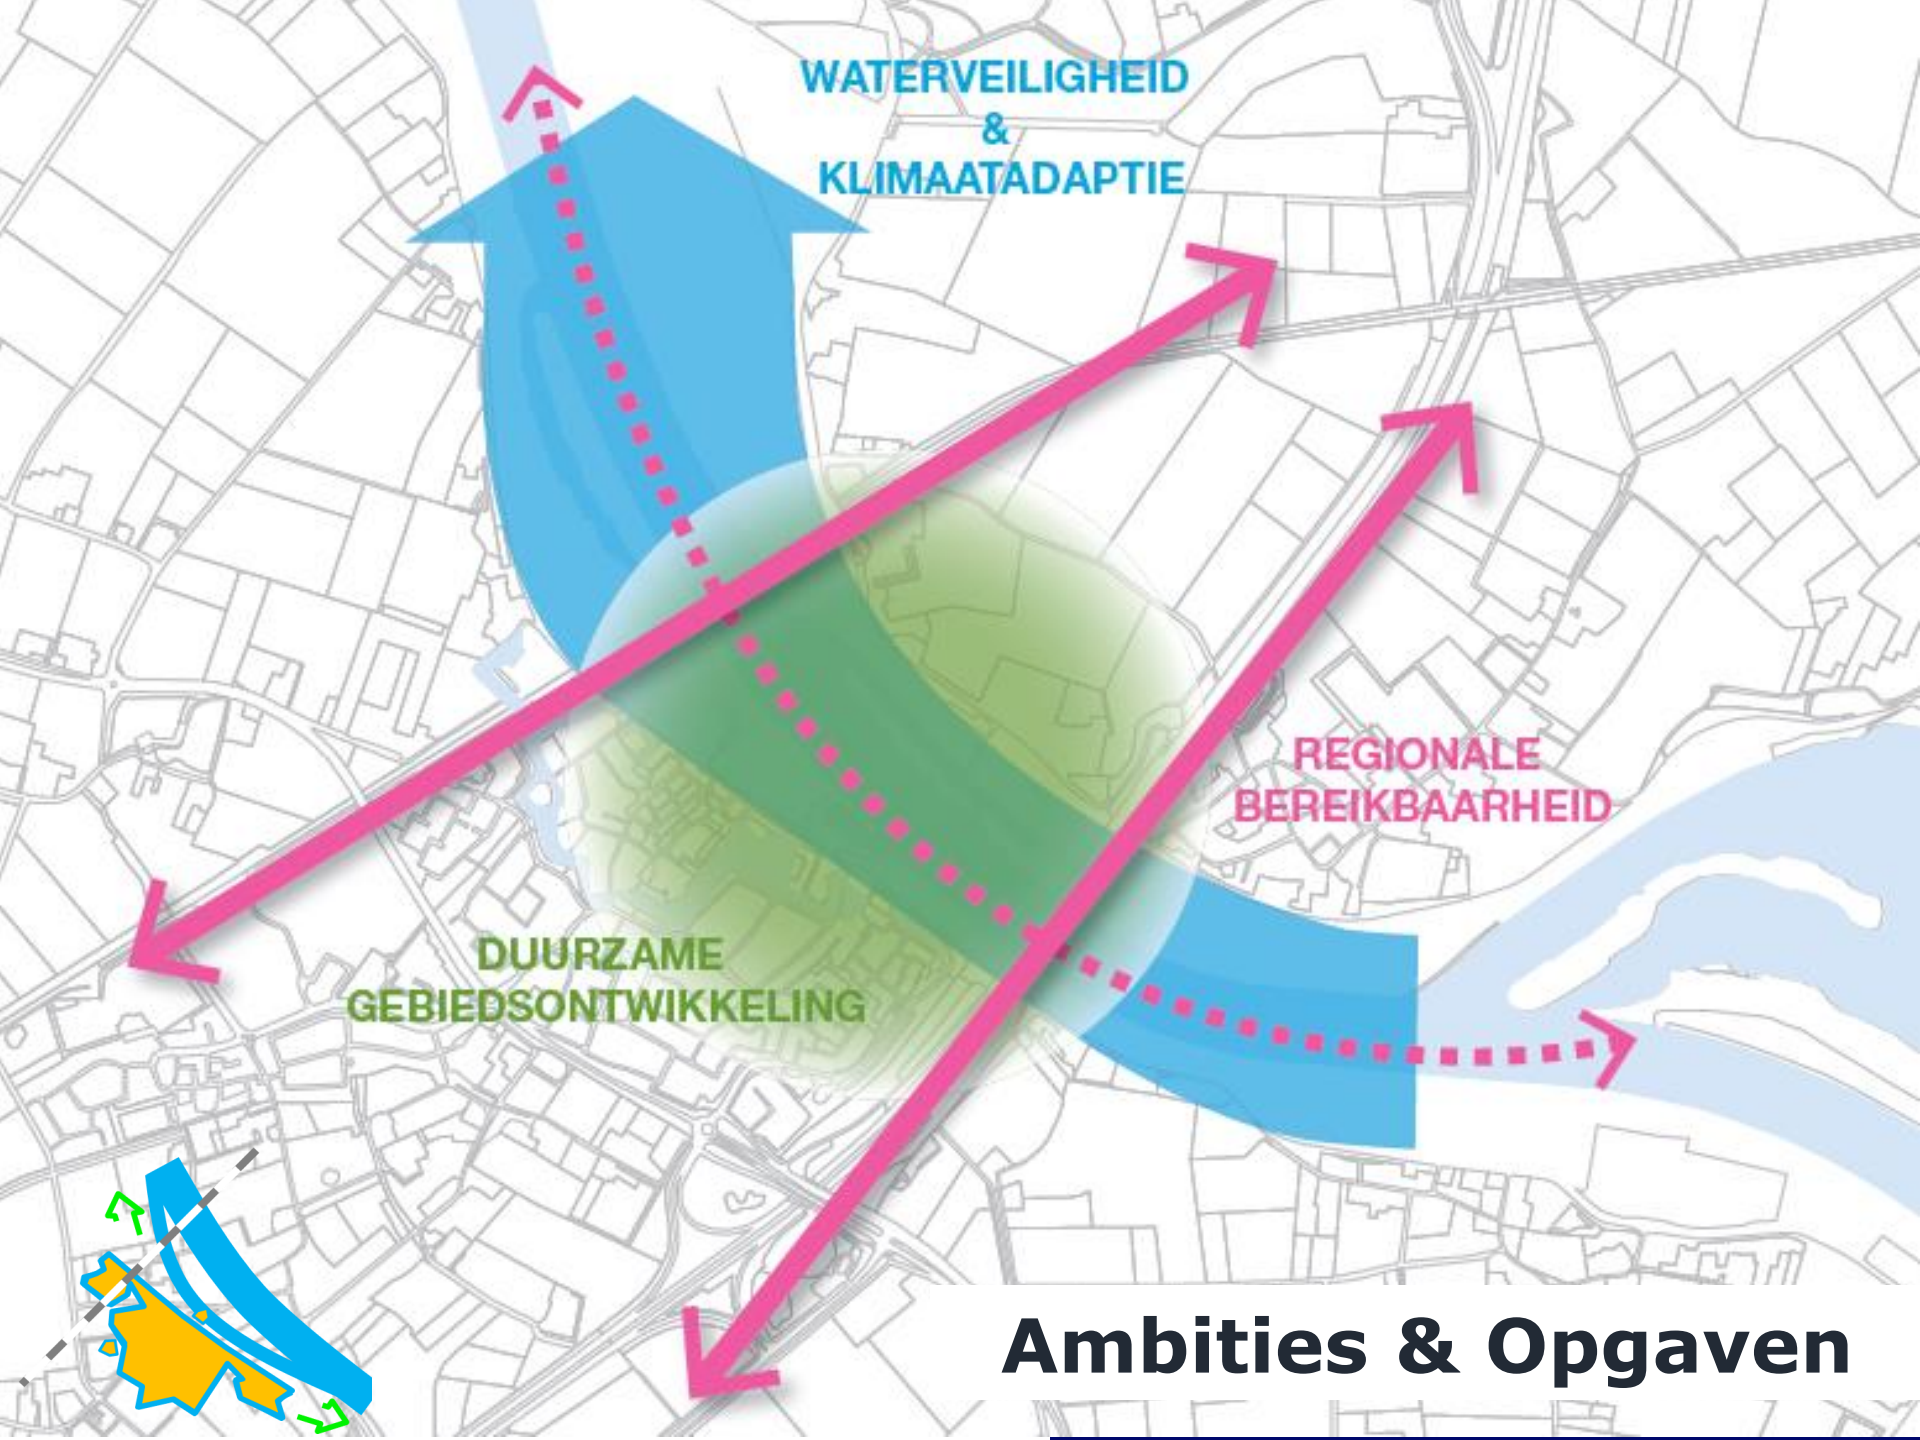 WATERVEILIGHEID
&
KLIMAATADAPTIE
REGIONALE
BEREIKBAARHEID
DUURZAME
GEBIEDSONTWIKKELING
Ambities & Opgaven